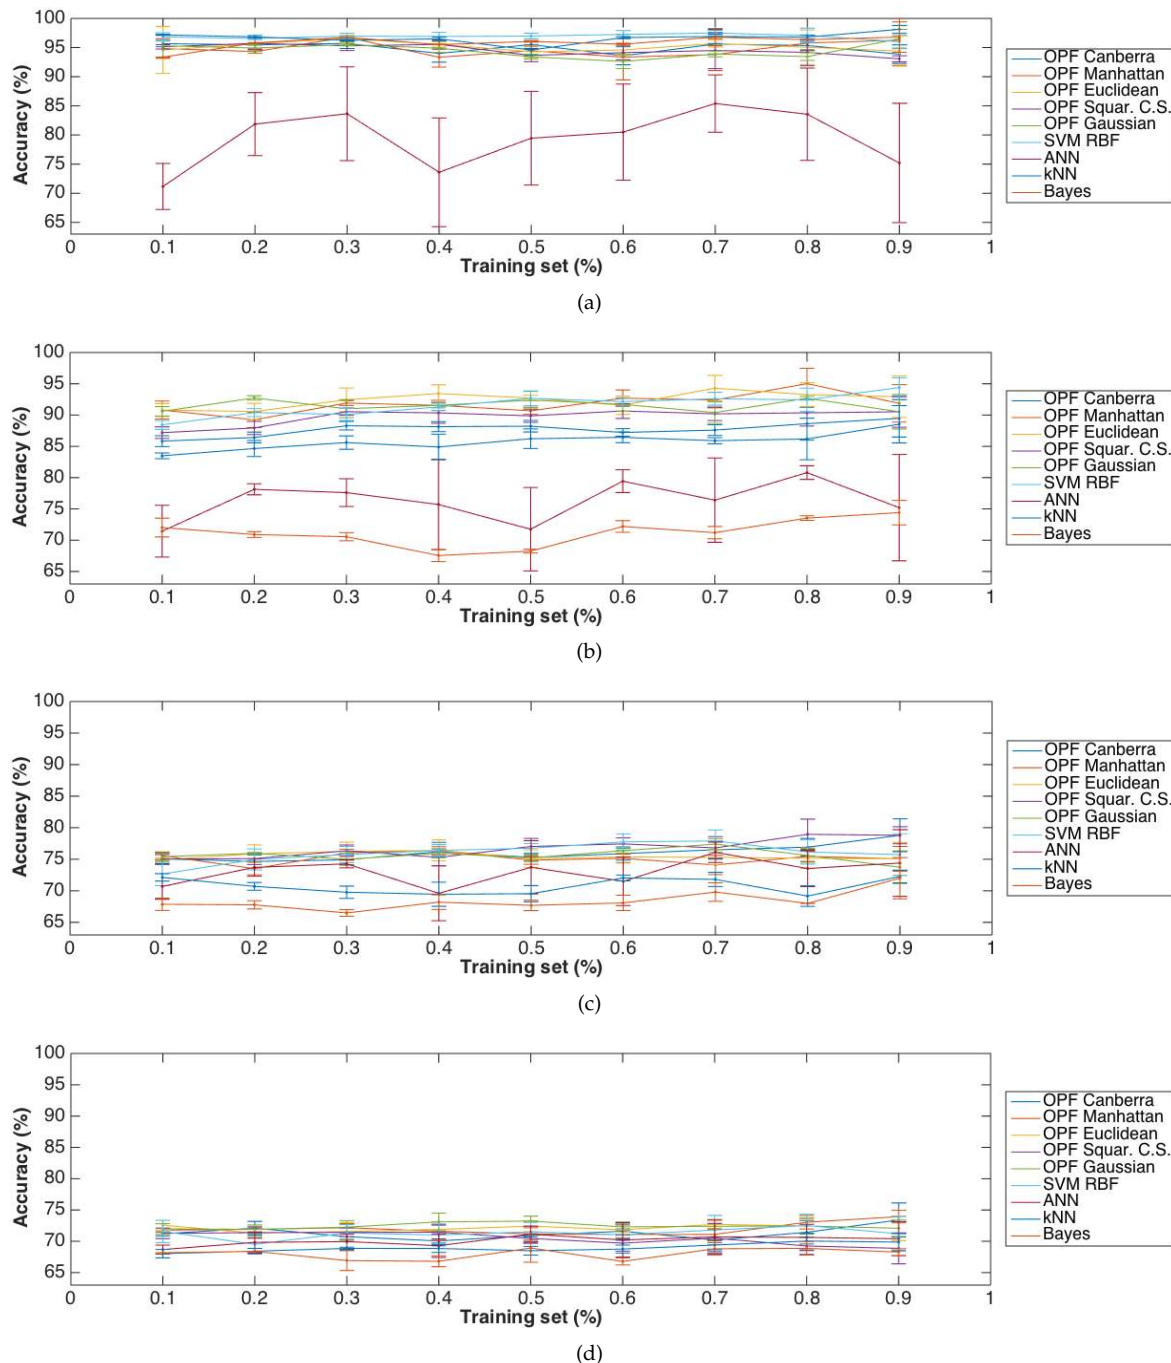 100
95
90
85
80
75
70
65
Accuracy (%)
0 0.1 0.2 0.3 0.4 0.5 0.6 0.7 0.8 0.9 1
Training set (%)
OPF Canberra
OPF Manhattan
OPF Euclidean
OPF Squar. C.S.
OPF Gaussian
SVM RBF
ANN
kNN
Bayes
(a)
100
95
90
85
80
75
70
65
Accuracy (%)
0 0.1 0.2 0.3 0.4 0.5 0.6 0.7 0.8 0.9 1
Training set (%)
OPF Canberra
OPF Manhattan
OPF Euclidean
OPF Squar. C.S.
OPF Gaussian
SVM RBF
ANN
kNN
Bayes
(b)
100
95
90
85
80
75
70
65
Accuracy (%)
0 0.1 0.2 0.3 0.4 0.5 0.6 0.7 0.8 0.9 1
Training set (%)
OPF Canberra
OPF Manhattan
OPF Euclidean
OPF Squar. C.S.
OPF Gaussian
SVM RBF
ANN
kNN
Bayes
(c)
100
95
90
85
80
75
70
65
Accuracy (%)
0 0.1 0.2 0.3 0.4 0.5 0.6 0.7 0.8 0.9 1
Training set (%)
OPF Canberra
OPF Manhattan
OPF Euclidean
OPF Squar. C.S.
OPF Gaussian
SVM RBF
ANN
kNN
Bayes
(d)